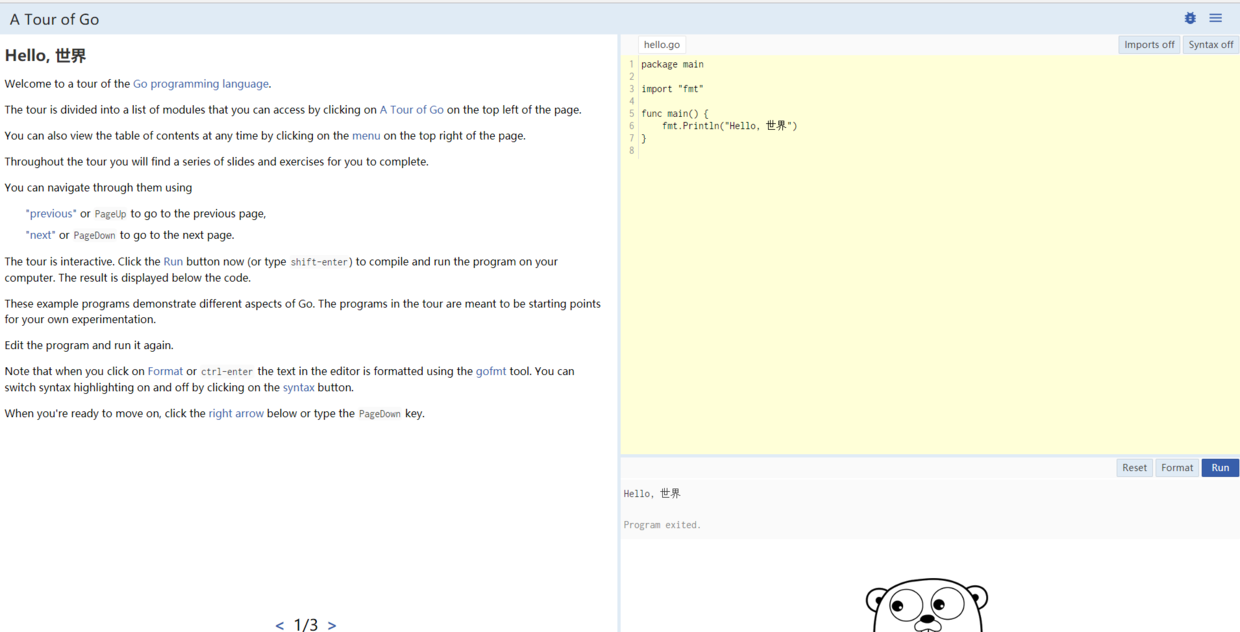 A Tour of Go
Hello, 世界
Welcome to a tour of the Go programming language.
The tour is divided into a list of modules that you can access by clicking on A Tour of Go on the top left of the page.
You can also view the table of contents at any time by clicking on the menu on the top right of the page.
Throughout the tour you will find a series of slides and exercises for you to complete.
You can navigate through them using
"previous" or PageUp to go to the previous page,
"next" or PageDown to go to the next page.
The tour is interactive. Click the Run button now (or type shift-enter) to compile and run the program on your
computer. The result is displayed below the code.
These example programs demonstrate different aspects of Go. The programs in the tour are meant to be starting points
for your own experimentation.
Edit the program and run it again.
Note that when you click on Format or ctrl-enter the text in the editor is formatted using the gofmt tool. You can
switch syntax highlighting on and off by clicking on the syntax button.
When you're ready to move on, click the right arrow below or type the PageDown key.
< 1/3 >
hello.go
Imports off Syntax off
1 package main
2
3 import "fmt"
4
5 func main() {
6     fmt.Println("Hello, 世界")
7 }
8
Reset Format Run
Hello, 世界
Program exited.